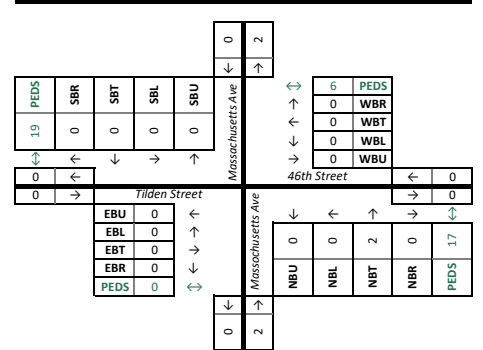 0 2
↓ ↑
PEDS SBR SBT SBL SBU
19 0 0 0 0
↕ ← ↓ → ↑
Massachusetts Ave
↔ 6 PEDS
↑ 0 WBR
← 0 WBT
↓ 0 WBL
→ 0 WBU
0 ←
0 →
46th Street
← 0
→ 0
Tilden Street
EBU 0 ←
EBL 0 ↑
EBT 0 →
EBR 0 ↓
PEDS 0 ↔
Massachusetts Ave
↓ ← ↑ → ↕
0 0 2 0 17
NBU NBL NBT NBR PEDS
↓ ↑
0 2